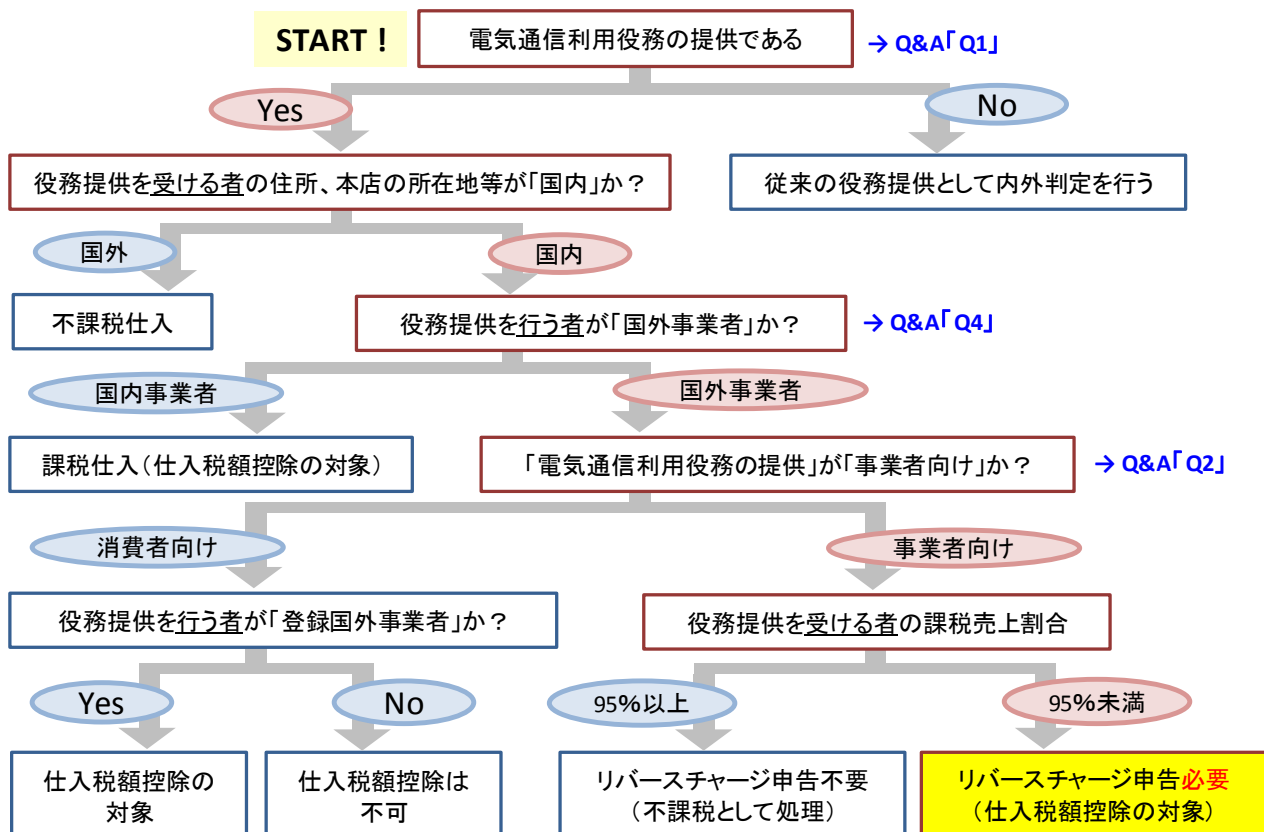 START！
電気通信利用役務の提供である
→ Q&A「Q1」
Yes
No
役務提供を受ける者の住所、本店の所在地等が「国内」か？
従来の役務提供として内外判定を行う
国外
国内
不課税仕入
役務提供を行う者が「国外事業者」か？
→ Q&A「Q4」
国内事業者
国外事業者
課税仕入（仕入税額控除の対象）
「電気通信利用役務の提供」が「事業者向け」か？
→ Q&A「Q2」
消費者向け
事業者向け
役務提供を行う者が「登録国外事業者」か？
役務提供を受ける者の課税売上割合
Yes
No
95%以上
95%未満
仕入税額控除の
対象
仕入税額控除は
不可
リバースチャージ申告不要
（不課税として処理）
リバースチャージ申告必要
（仕入税額控除の対象）